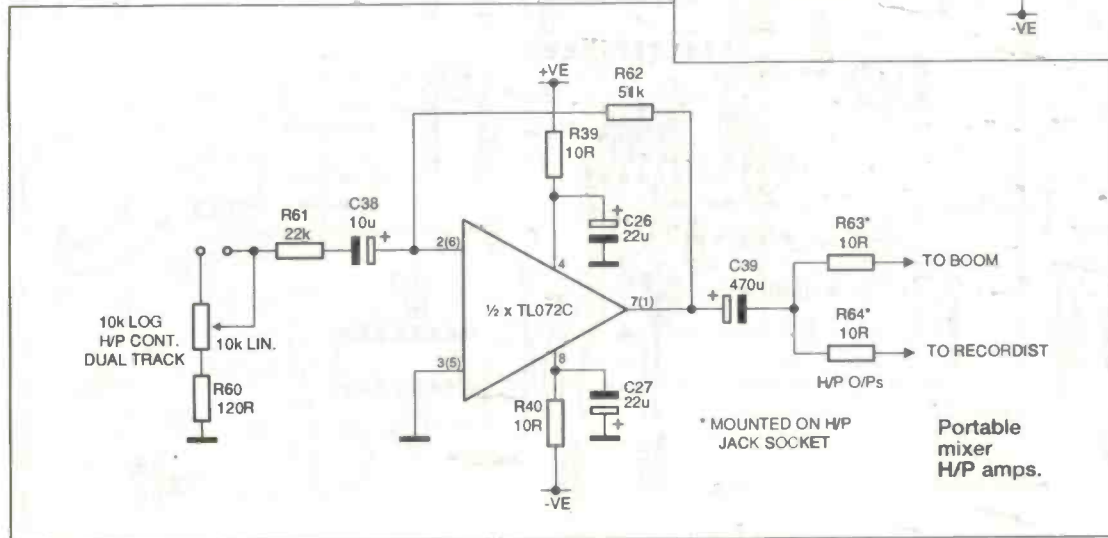 -VE
+VE
R62
51k
R39
10R
C38
10u
+
R61
22k
+
C26
22u
2(6)
4
½ x TL072C
7(1)
3(5)
8
C39
470u
+
R63*
10R
TO BOOM
R64*
10R
TO RECORDIST
H/P O/Ps
10k LOG
H/P CONT.
DUAL TRACK
10k LIN.
R60
120R
R40
10R
C27
22u
+
-VE
* MOUNTED ON H/P
JACK SOCKET
Portable
mixer
H/P amps.